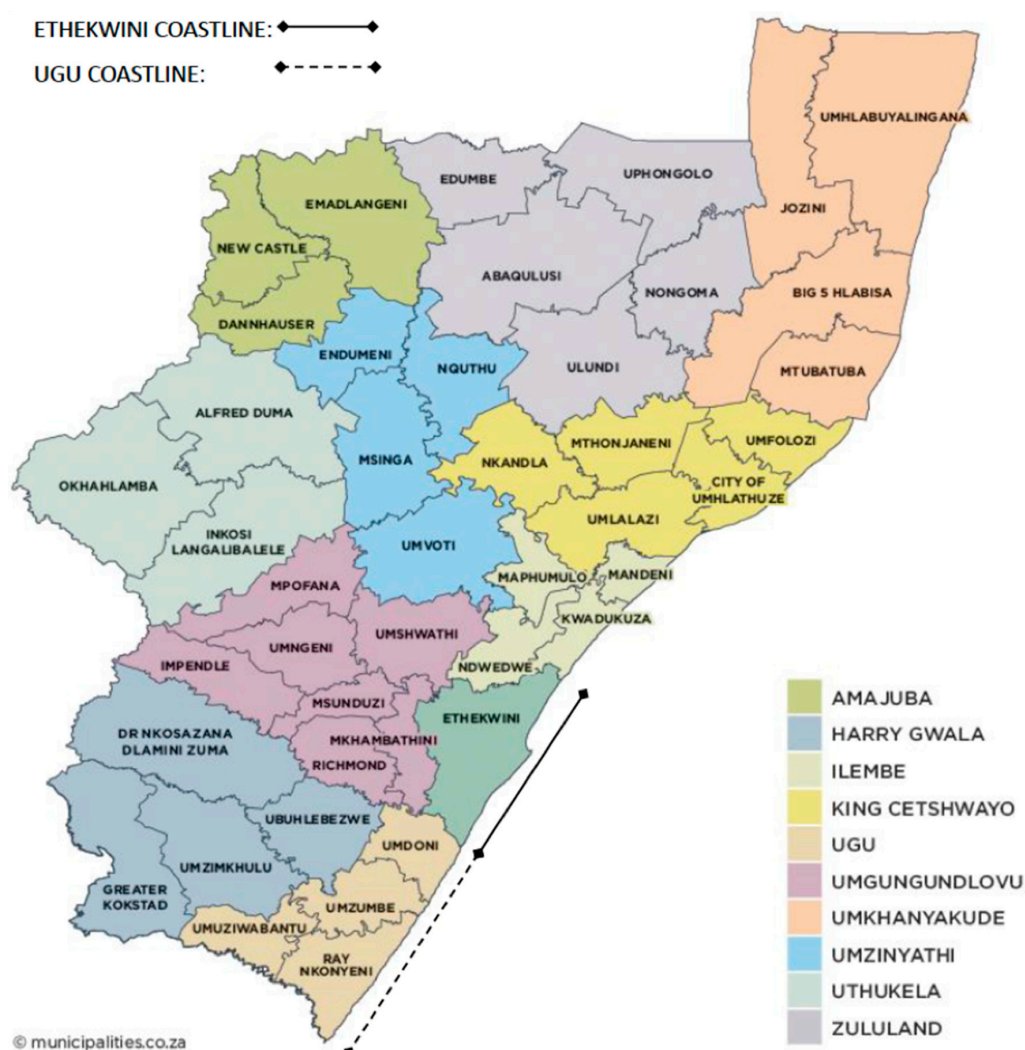 ETHEKWINI COASTLINE:
UGU COASTLINE:
UMHLABUYALINGANA
EDUMBE
UPHONGOLO
EMADLANGENI
JOZINI
NEW CASTLE
ABAQULUSI
NONGOMA
BIG 5 HLABISA
DANNHAUSER
ENDUMENI
NQUTHU
ULUNDI
MTUBATUBA
ALFRED DUMA
MTHONJANENI
UMFOLOZI
MSINGA
NKANDLA
OKHAHLAMBA
CITY OF
UMHLATHUZE
UMLALAZI
INKOSI
LANGALIBALELE
UMVOTI
MAPHUMULO
MANDENI
MPOFANA
KWADUKUZA
UMSHWATHI
UMNGENI
IMPENDLE
NDWEDWE
MSUNDUZI
ETHEKWINI
DR NKOSAZANA
DLAMINI ZUMA
MKHAMBATHINI
RICHMOND
UBUHLEBEZWE
UMDONI
UMZIMKHULU
GREATER
KOKSTAD
UMZUMBE
UMUZIWABANTU
RAY
NKONYENI
AMAJUBA
HARRY GWALA
ILEMBE
KING CETSHWAYO
UGU
UMGUNGUNDLOVU
UMKHANYAKUDE
UMZINYATHI
UTHUKELA
ZULULAND
© municipalities.co.za